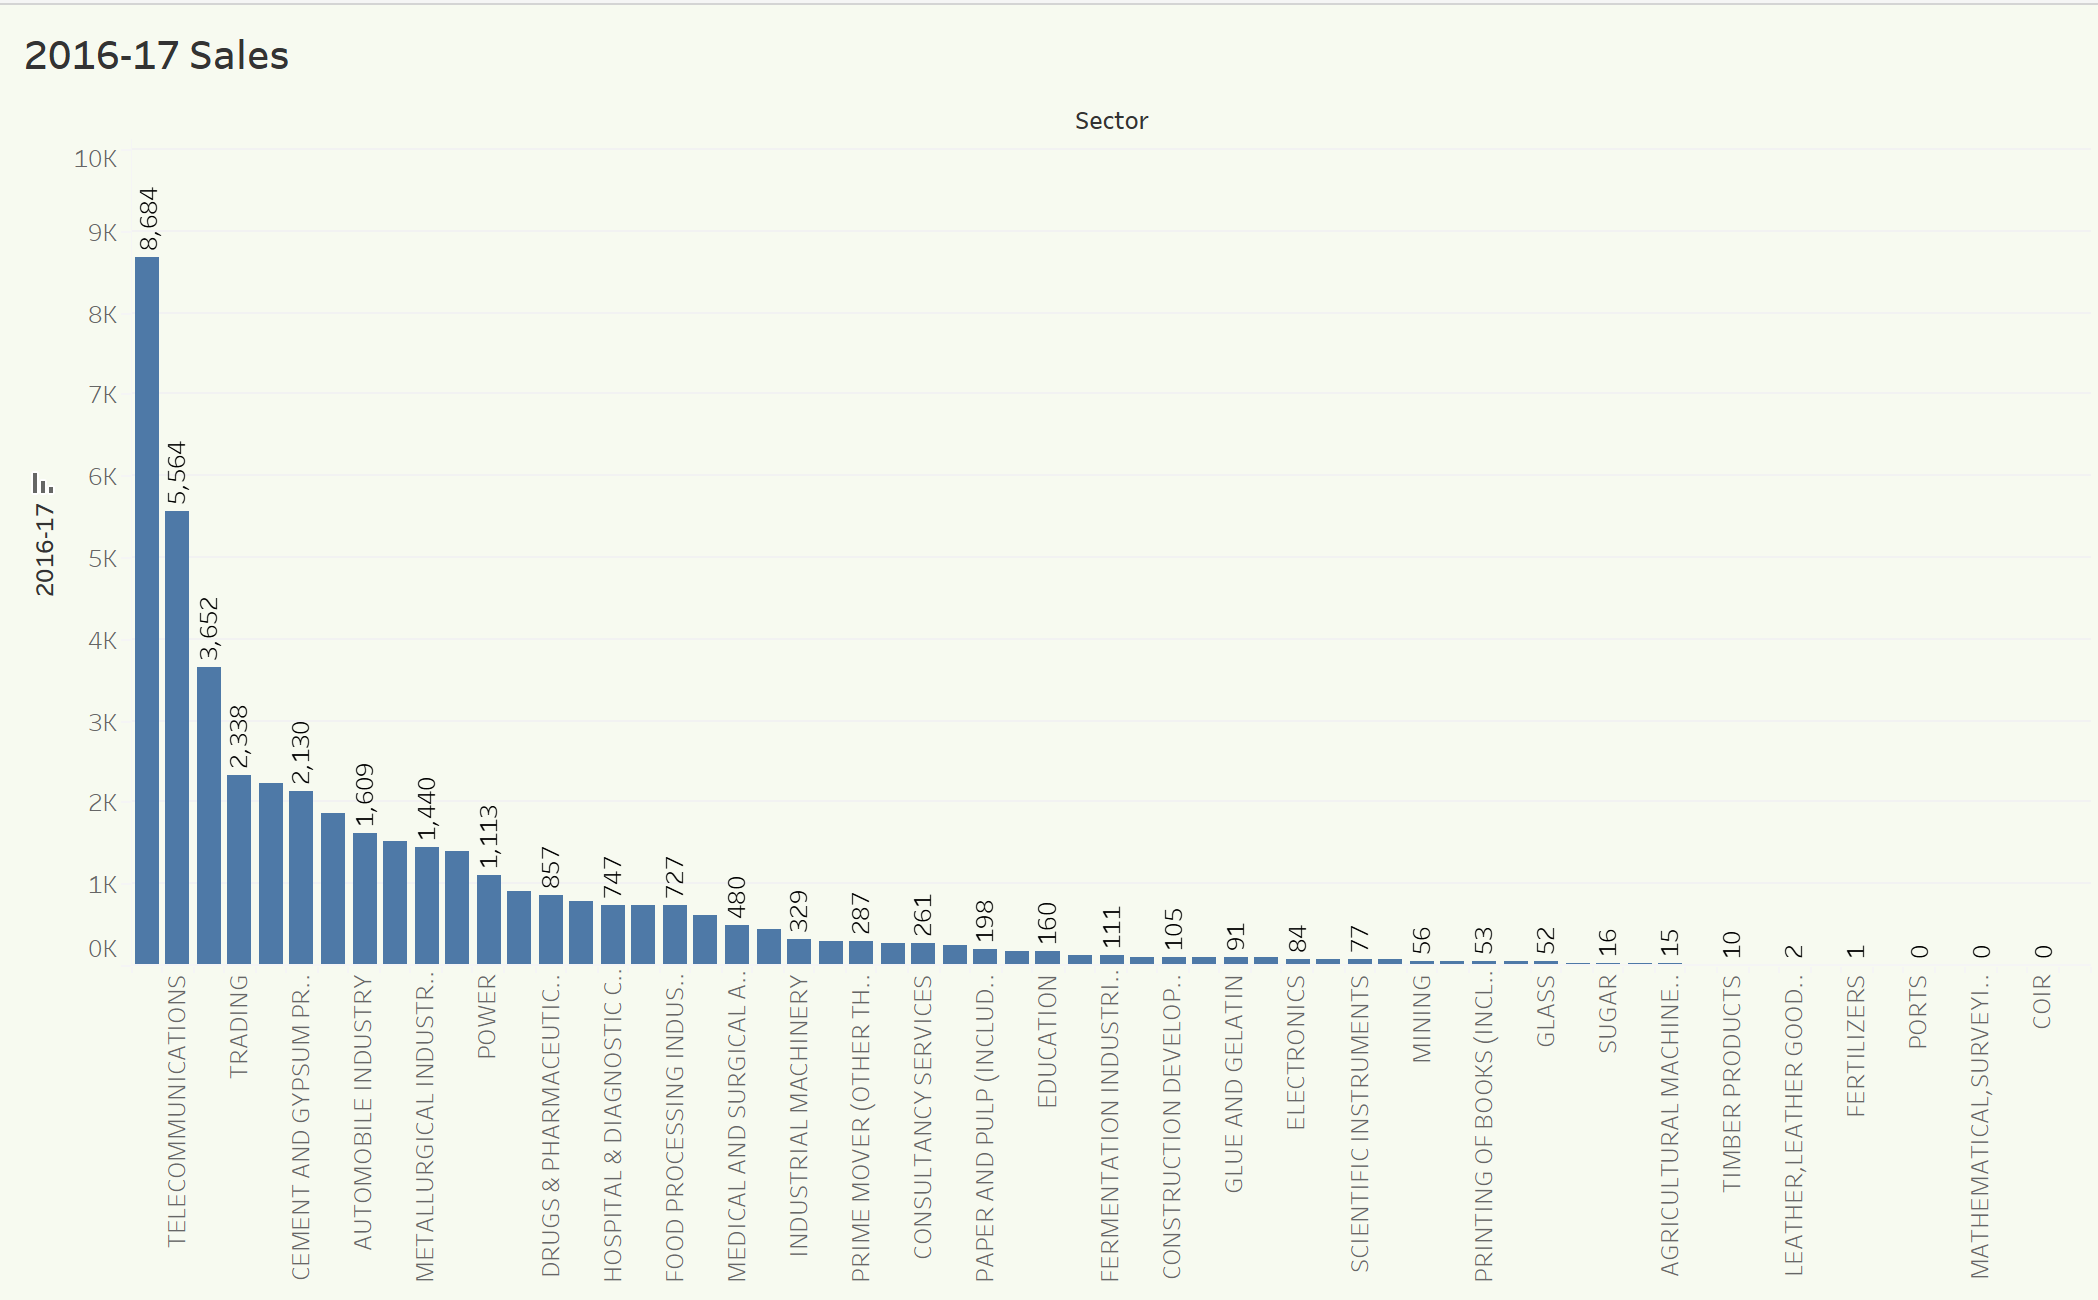 2016-17 Sales
Sector
2016-17
10K
9K
8K
7K
6K
5K
4K
3K
2K
1K
0K
8,684
5,564
3,652
2,338
2,130
1,609
1,440
1,113
857
747
727
480
329
287
261
198
160
111
105
91
84
77
56
53
52
16
15
10
2
1
0
0
0
TELECOMMUNICATIONS
TRADING
CEMENT AND GYPSUM PR..
AUTOMOBILE INDUSTRY
METALLURGICAL INDUSTR..
POWER
DRUGS & PHARMACEUTIC..
HOSPITAL & DIAGNOSTIC C..
FOOD PROCESSING INDUS..
MEDICAL AND SURGICAL A..
INDUSTRIAL MACHINERY
PRIME MOVER (OTHER TH..
CONSULTANCY SERVICES
PAPER AND PULP (INCLUD..
EDUCATION
FERMENTATION INDUSTRI..
CONSTRUCTION DEVELOP..
GLUE AND GELATIN
ELECTRONICS
SCIENTIFIC INSTRUMENTS
MINING
PRINTING OF BOOKS (INCL..
GLASS
SUGAR
AGRICULTURAL MACHINE..
TIMBER PRODUCTS
LEATHER,LEATHER GOOD..
FERTILIZERS
PORTS
MATHEMATICAL,SURVEYI..
COIR